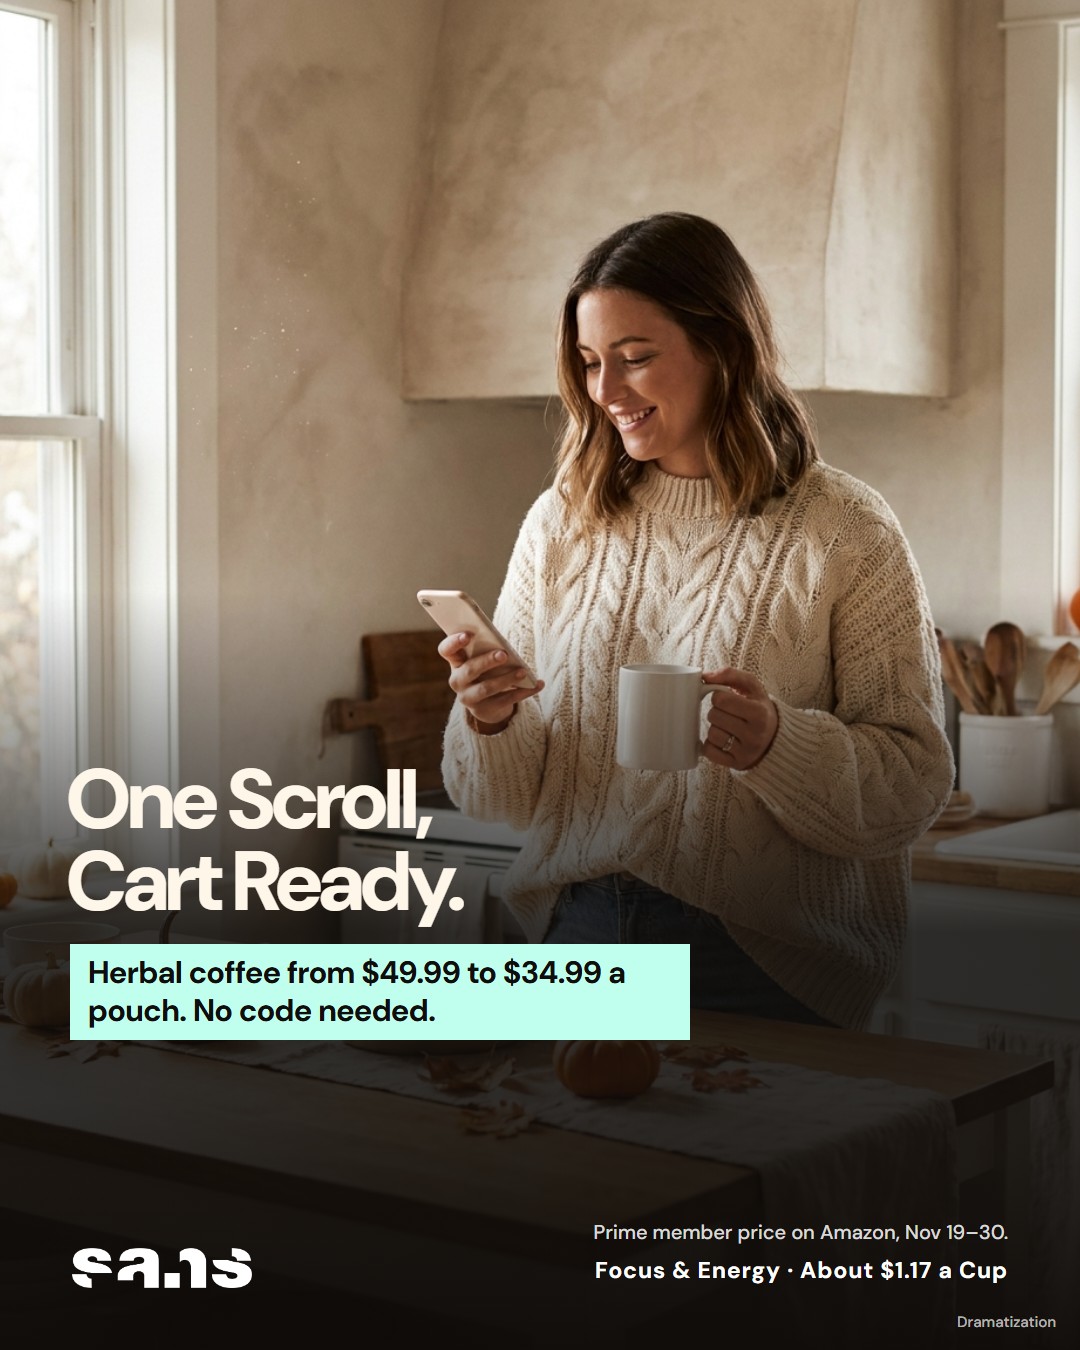 One Scroll,
Cart Ready.
Herbal coffee from $49.99 to $34.99 a
pouch. No code needed.
sans
Prime member price on Amazon, Nov 19–30.
Focus & Energy · About $1.17 a Cup
Dramatization